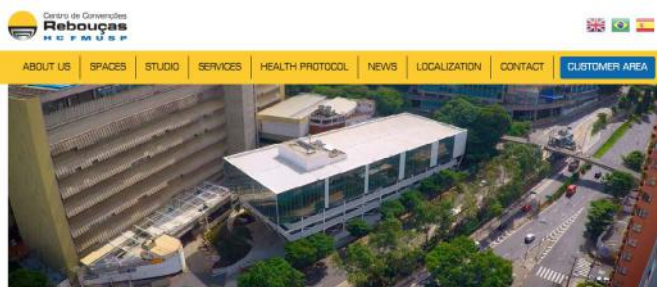 Centro de Convenções
Rebouças
HCFMUSP
ABOUT US
SPACES
STUDIO
SERVICES
HEALTH PROTOCOL
NEWS
LOCALIZATION
CONTACT
CUSTOMER AREA